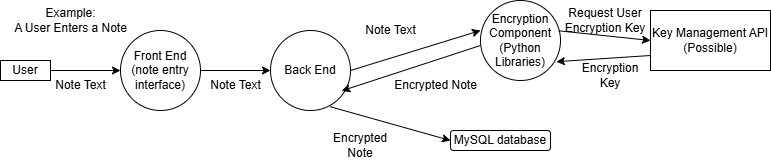 Example:
A User Enters a Note
User
Note Text
Front End
(note entry
interface)
Note Text
Back End
Note Text
Encrypted Note
Encryption
Component
(Python
Libraries)
Request User
Encryption Key
Encryption
Key
Key Management API
(Possible)
Encrypted
Note
MySQL database